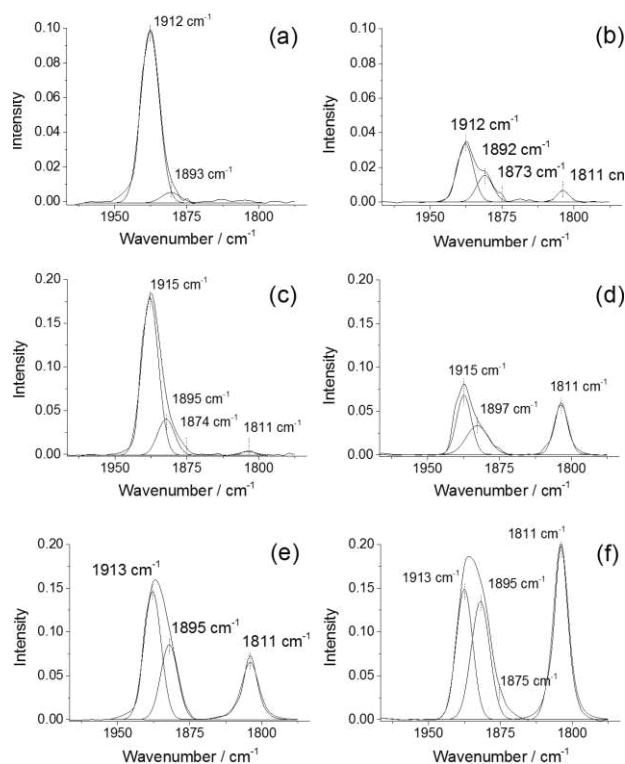 (a)
1912 cm-1
1893 cm-1
Intensity
0.10
0.08
0.06
0.04
0.02
0.00
1950
1875
1800
Wavenumber / cm-1
(b)
1912 cm-1
1892 cm-1
1873 cm-1
1811 cm
0.10
0.08
0.06
0.04
0.02
0.00
1950
1875
1800
Wavenumber / cm-1
(c)
1915 cm-1
1895 cm-1
1874 cm-1
1811 cm-1
Intensity
0.20
0.15
0.10
0.05
0.00
1950
1875
1800
Wavenumber / cm-1
(d)
1915 cm-1
1897 cm-1
1811 cm-1
Intensity
0.20
0.15
0.10
0.05
0.00
1950
1875
1800
Wavenumber / cm-1
(e)
1913 cm-1
1895 cm-1
1811 cm-1
Intensity
0.20
0.15
0.10
0.05
0.00
1950
1875
1800
Wavenumber / cm-1
(f)
1811 cm-1
1913 cm-1
1895 cm-1
1875 cm-1
Intensity
0.20
0.15
0.10
0.05
0.00
1950
1875
1800
Wavenumber / cm-1